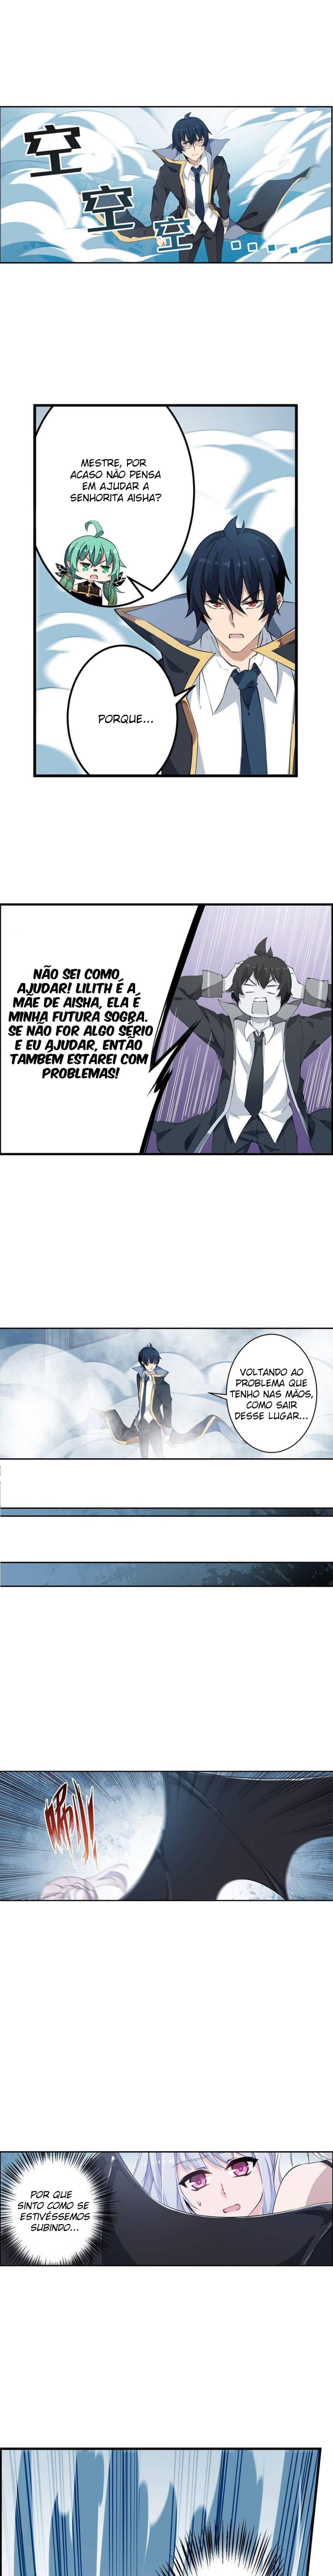 空
空
空
MESTRE, POR
ACASO NÃO PENSA
EM AJUDAR A
SENHORITA AISHA?
PORQUE...
NÃO SEI COMO
AJUDAR! LILITH É A
MÃE DE AISHA, ELA É
MINHA FUTURA SOGRA.
SE NÃO FOR ALGO SÉRIO
E EU AJUDAR, ENTÃO
TAMBÉM ESTAREI COM
PROBLEMAS!
VOLTANDO AO
PROBLEMA QUE
TENHO NAS MÃOS,
COMO SAIR
DESSE LUGAR...
POR QUE
SINTO COMO SE
ESTIVÉSSEMOS
SUBINDO...